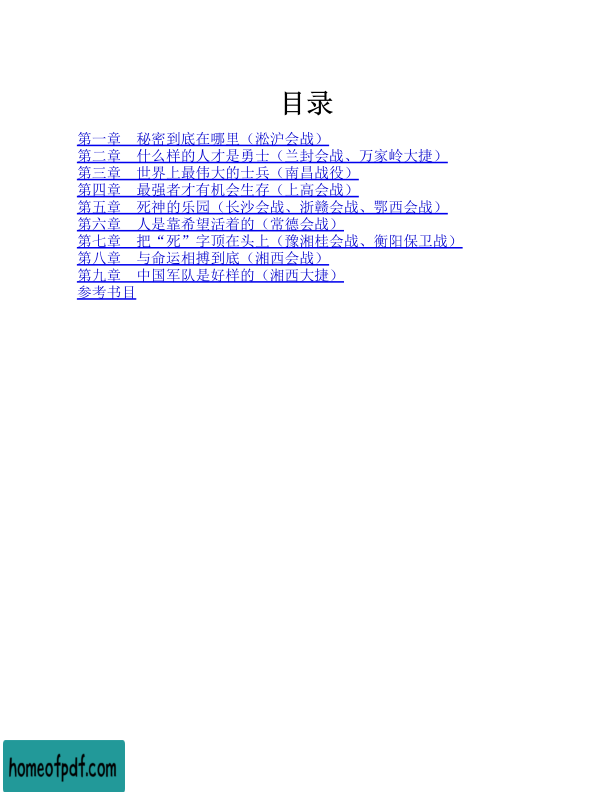 目录
第一章　秘密到底在哪里（淞沪会战）
第二章　什么样的人才是勇士（兰封会战、万家岭大捷）
第三章　世界上最伟大的士兵（南昌战役）
第四章　最强者才有机会生存（上高会战）
第五章　死神的乐园（长沙会战、浙赣会战、鄂西会战）
第六章　人是靠希望活着的（常德会战）
第七章　把“死”字顶在头上（豫湘桂会战、衡阳保卫战）
第八章　与命运相搏到底（湘西会战）
第九章　中国军队是好样的（湘西大捷）
参考书目
homeofpdf.com